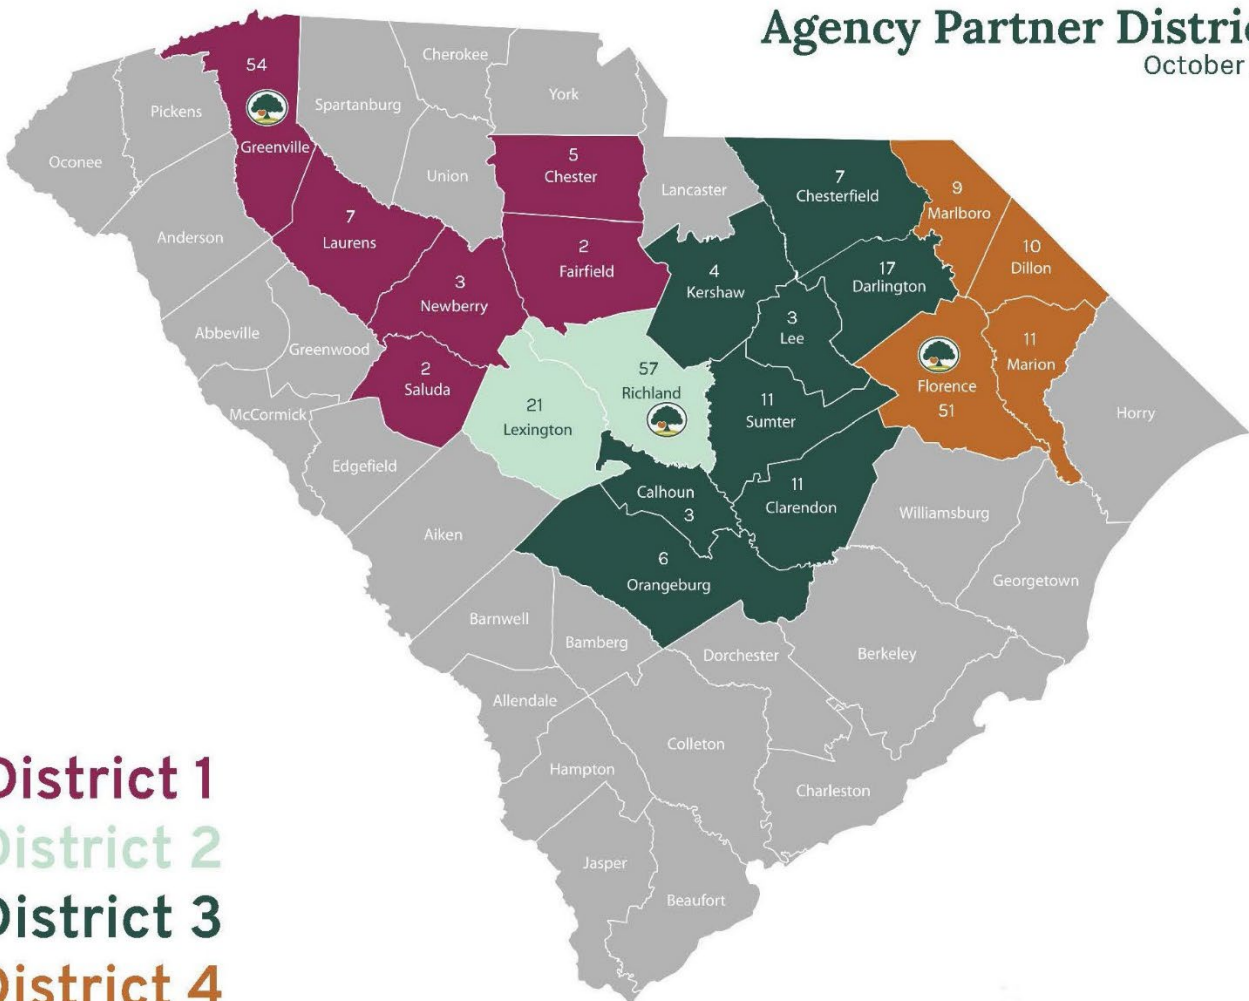 Agency Partner Distric
October
54
Greenville
Cherokee
York
Spartanburg
Pickens
Oconee
Union
5
Chester
Lancaster
7
Chesterfield
9
Marlboro
10
Dillon
Anderson
7
Laurens
2
Fairfield
3
Newberry
4
Kershaw
17
Darlington
3
Lee
Abbeville
Greenwood
2
Saluda
57
Richland
21
Lexington
11
Sumter
Florence
51
11
Marion
Horry
McCormick
Edgefield
Aiken
Calhoun
3
11
Clarendon
Williamsburg
6
Orangeburg
Georgetown
Barnwell
Bamberg
Dorchester
Berkeley
Allendale
Colleton
Hampton
Charleston
Jasper
Beaufort
District 1
District 2
District 3
District 4